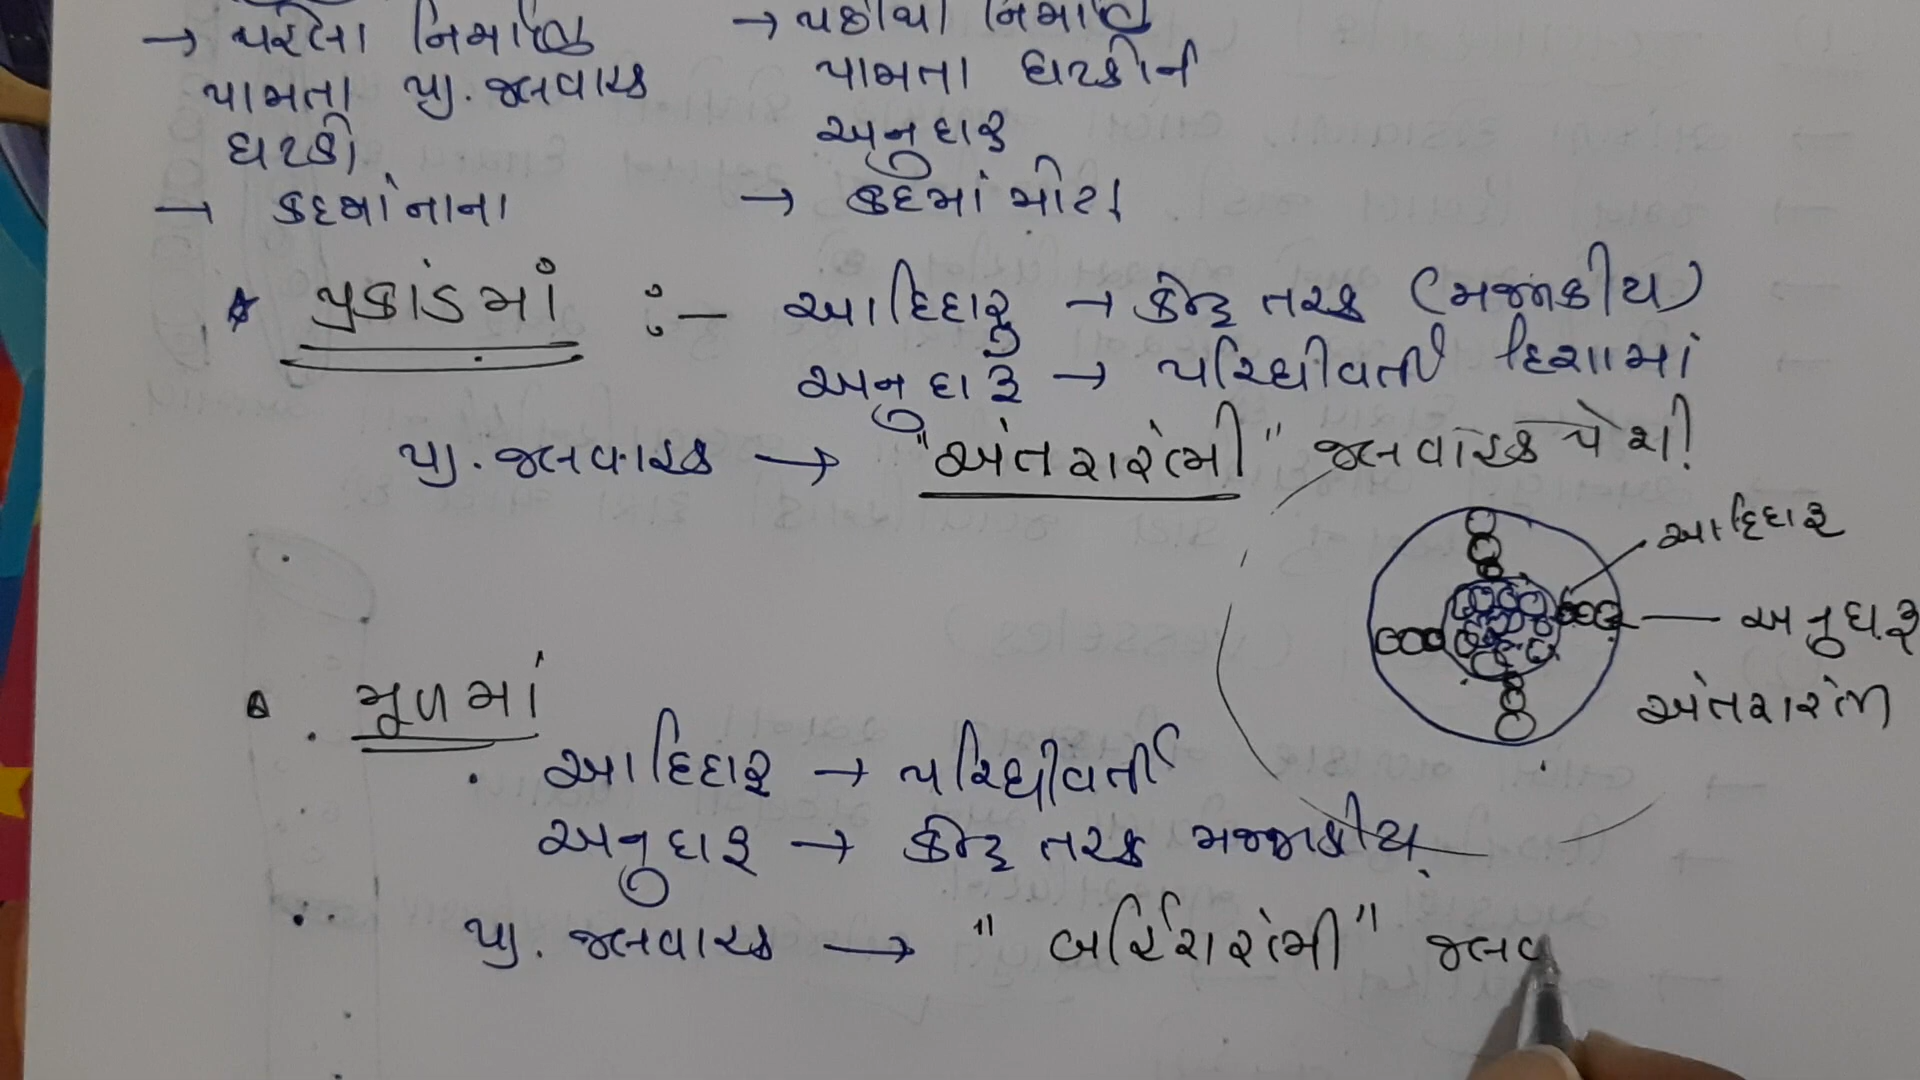 → પહેલા નિર્માણ
પામતા પ્રા. જલવાહક
ઘટકો
→ કદમાં નાના
→ પછીથી નિર્માણ
પામતા ઘટકોને
અનુદારૂ
→ કદમાં મોટા
* પ્રકાંડમાં :- આદિદારૂ → કેન્દ્ર તરફ (મજ્જાકીય)
અનુદારૂ → પરિઘીવર્તી દિશામાં
પ્રા. જલવાહક → "અંતરારંભી" જલવાહક પેશી
આદિદારૂ
અનુદારૂ
અંતરારંભી
મૂળમાં
આદિદારૂ → પરિઘીવર્તી
અનુદારૂ → કેન્દ્ર તરફ મજ્જાકીય
પ્રા. જલવાહક → "બર્હિરારંભી" જલવ